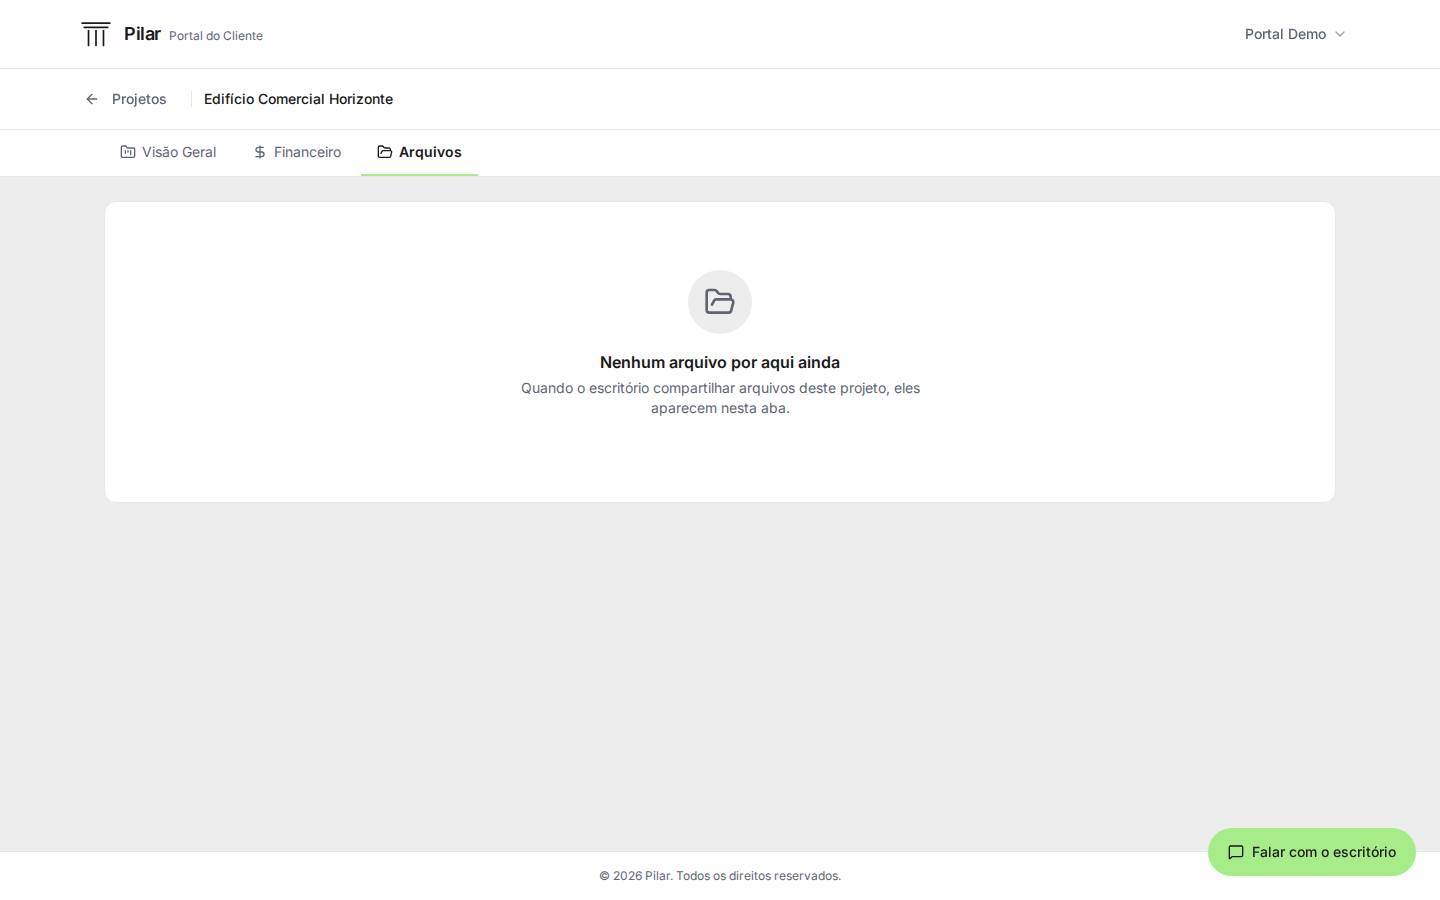 Pilar Portal do Cliente
Portal Demo
Projetos
Edifício Comercial Horizonte
Visão Geral
Financeiro
Arquivos
Nenhum arquivo por aqui ainda
Quando o escritório compartilhar arquivos deste projeto, eles
aparecem nesta aba.
Falar com o escritório
© 2026 Pilar. Todos os direitos reservados.